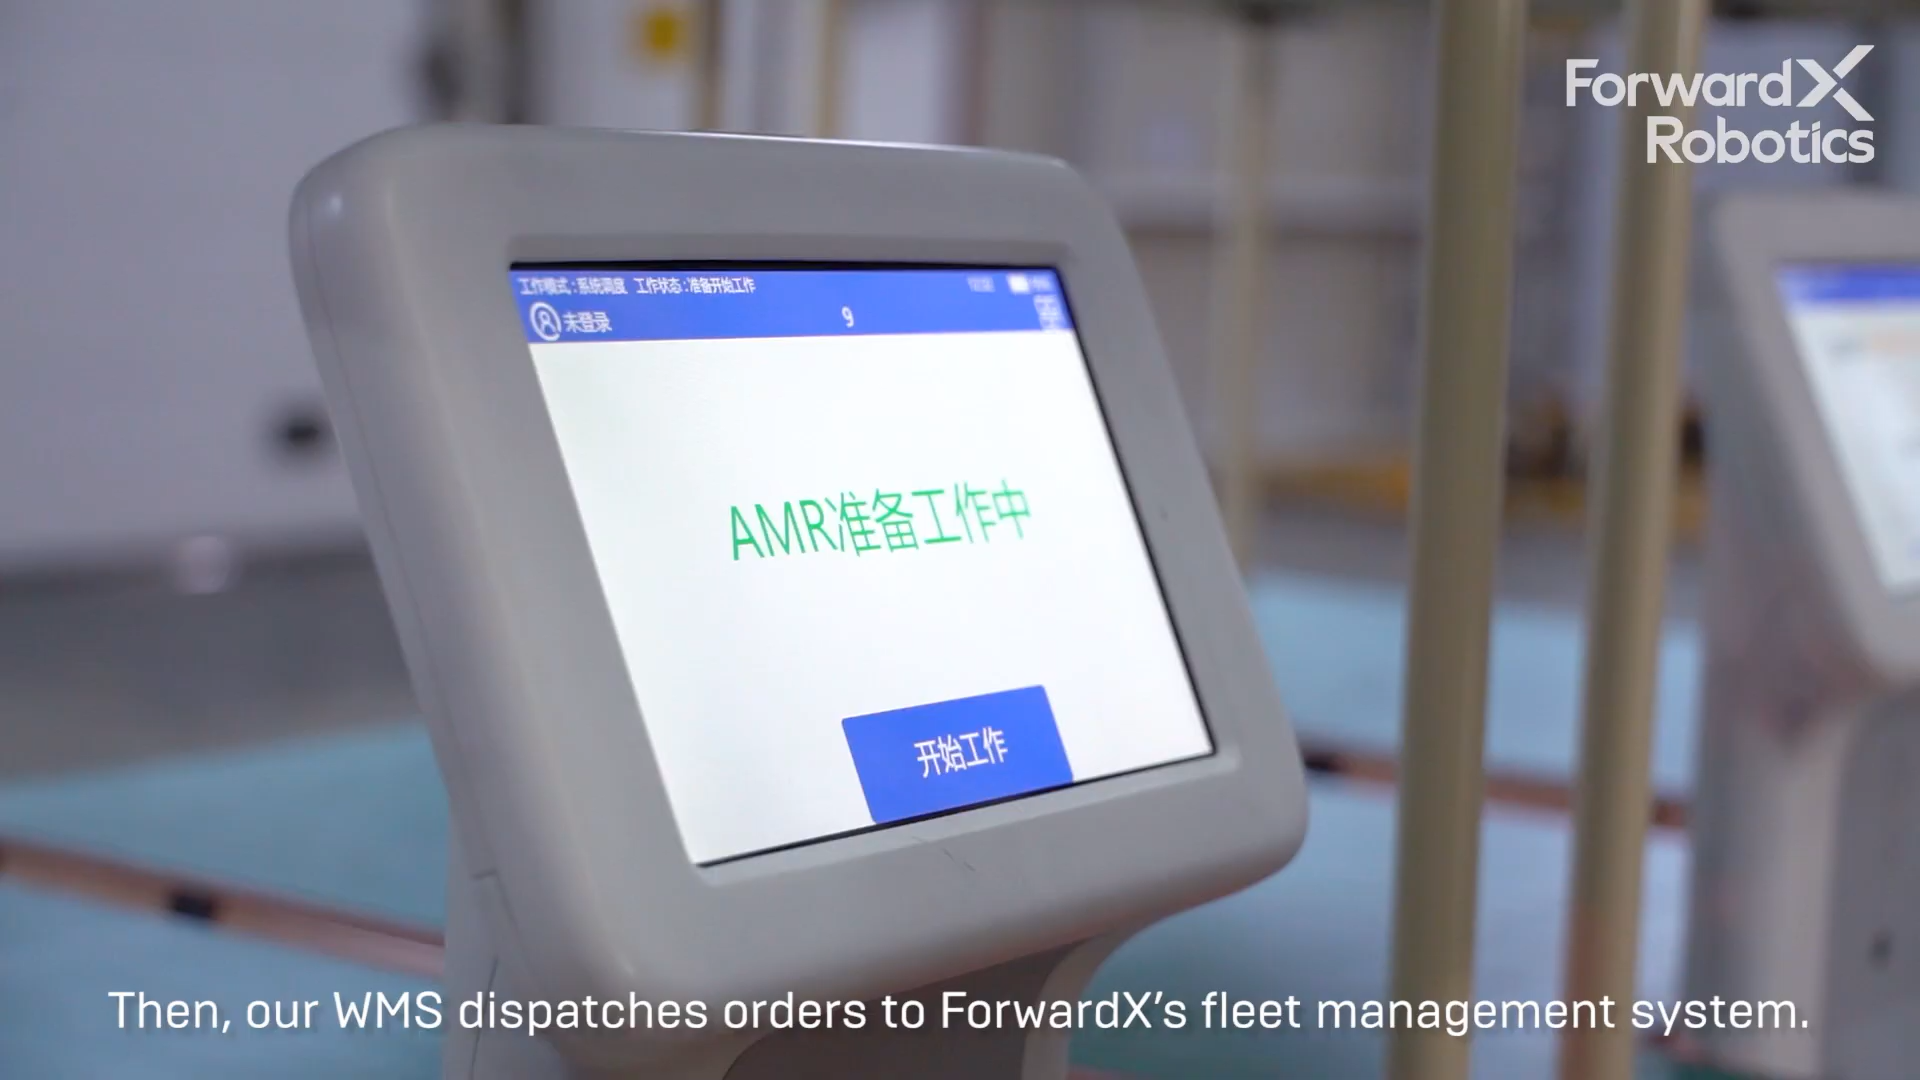 ForwardX
Robotics
工作模式:系统调度 工作状态:准备开始工作
未登录
9
AMR准备工作中
开始工作
Then, our WMS dispatches orders to ForwardX's fleet management system.